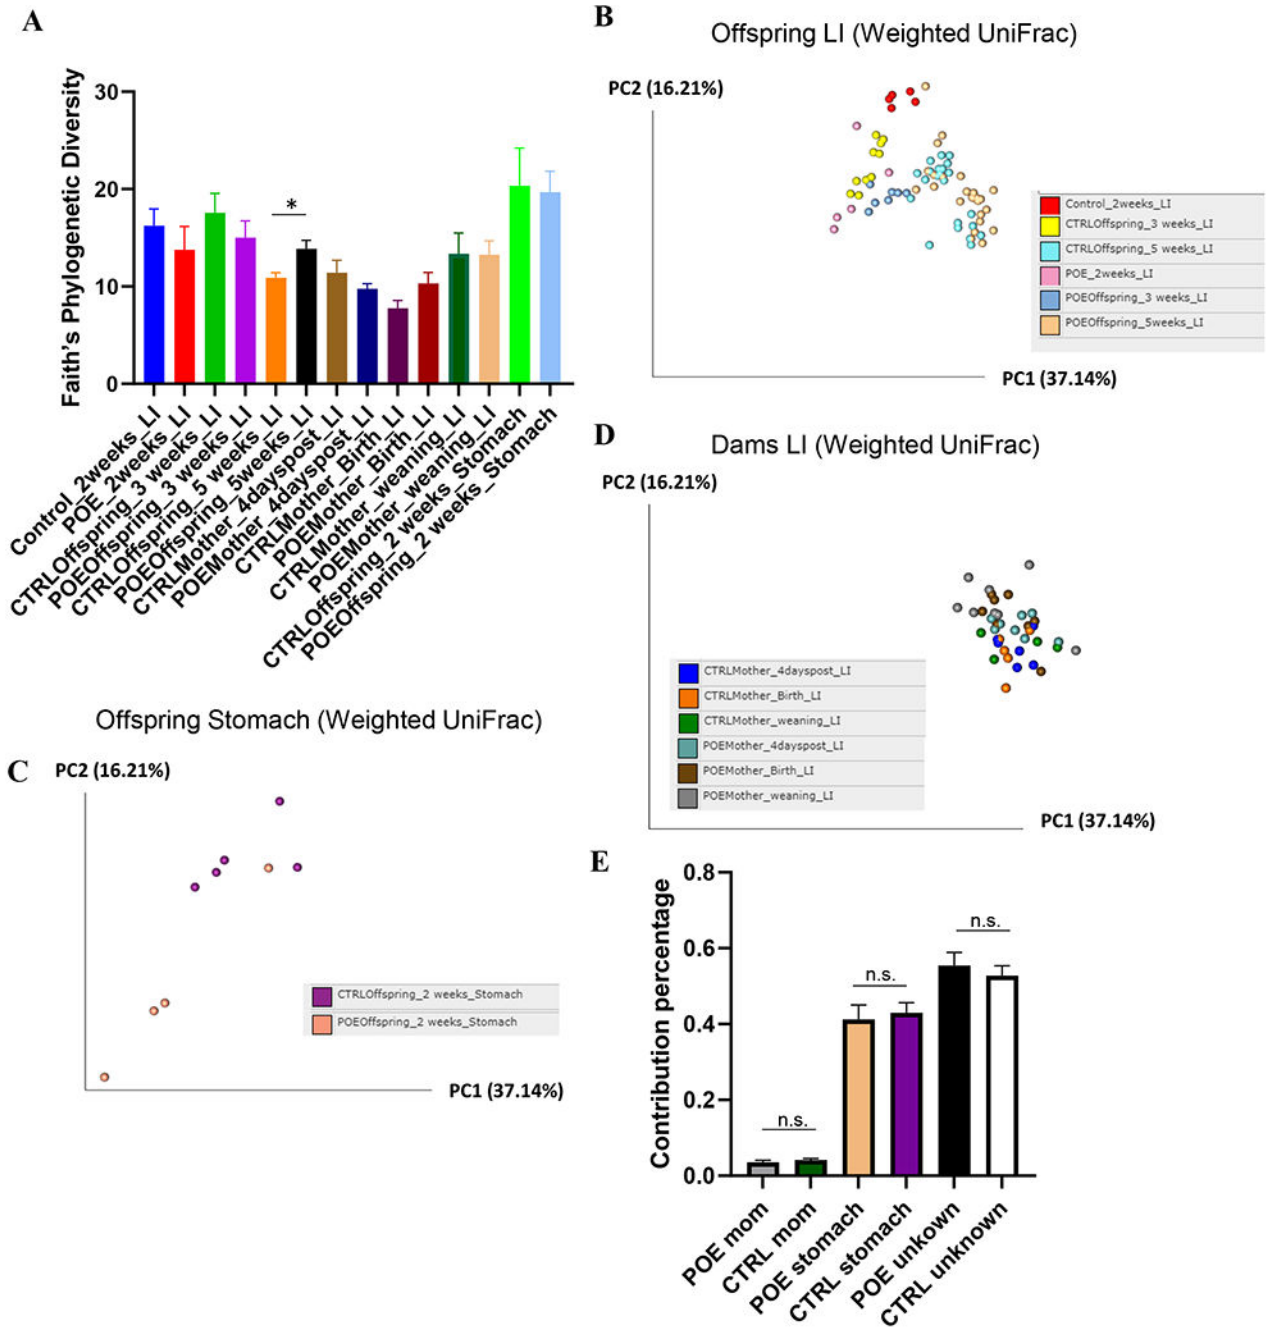 A
Faith's Phylogenetic Diversity
30
20
10
0
*
Control_2weeks_LI
POE_2weeks_LI
CTRLOffspring_3 weeks_LI
POEOffspring_3 weeks_LI
CTRLOffspring_5 weeks_LI
POEOffspring_5weeks_LI
CTRLMother_4dayspost_LI
POEMother_4dayspost_LI
CTRLMother_Birth_LI
POEMother_Birth_LI
CTRLMother_weaning_LI
POEMother_weaning_LI
CTRLOffspring_2 weeks_Stomach
POEOffspring_2 weeks_Stomach
B
Offspring LI (Weighted UniFrac)
PC2 (16.21%)
Control_2weeks_LI
CTRLOffspring_3 weeks_LI
CTRLOffspring_5 weeks_LI
POE_2weeks_LI
POEOffspring_3 weeks_LI
POEOffspring_5weeks_LI
PC1 (37.14%)
Offspring Stomach (Weighted UniFrac)
C
PC2 (16.21%)
CTRLOffspring_2 weeks_Stomach
POEOffspring_2 weeks_Stomach
PC1 (37.14%)
D
Dams LI (Weighted UniFrac)
PC2 (16.21%)
CTRLMother_4dayspost_LI
CTRLMother_Birth_LI
CTRLMother_weaning_LI
POEMother_4dayspost_LI
POEMother_Birth_LI
POEMother_weaning_LI
PC1 (37.14%)
E
Contribution percentage
0.8
0.6
0.4
0.2
0.0
n.s.
n.s.
n.s.
POE mom
CTRL mom
POE stomach
CTRL stomach
POE unkown
CTRL unknown